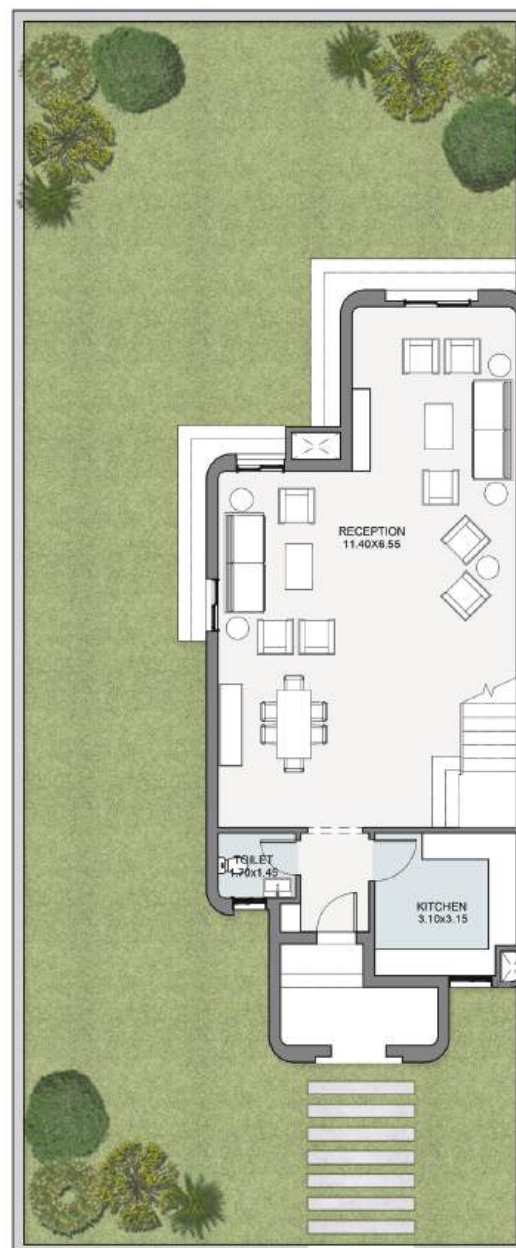 RECEPTION
11.40X6.55
TOILET
1.70x1.45
KITCHEN
3.10x3.15